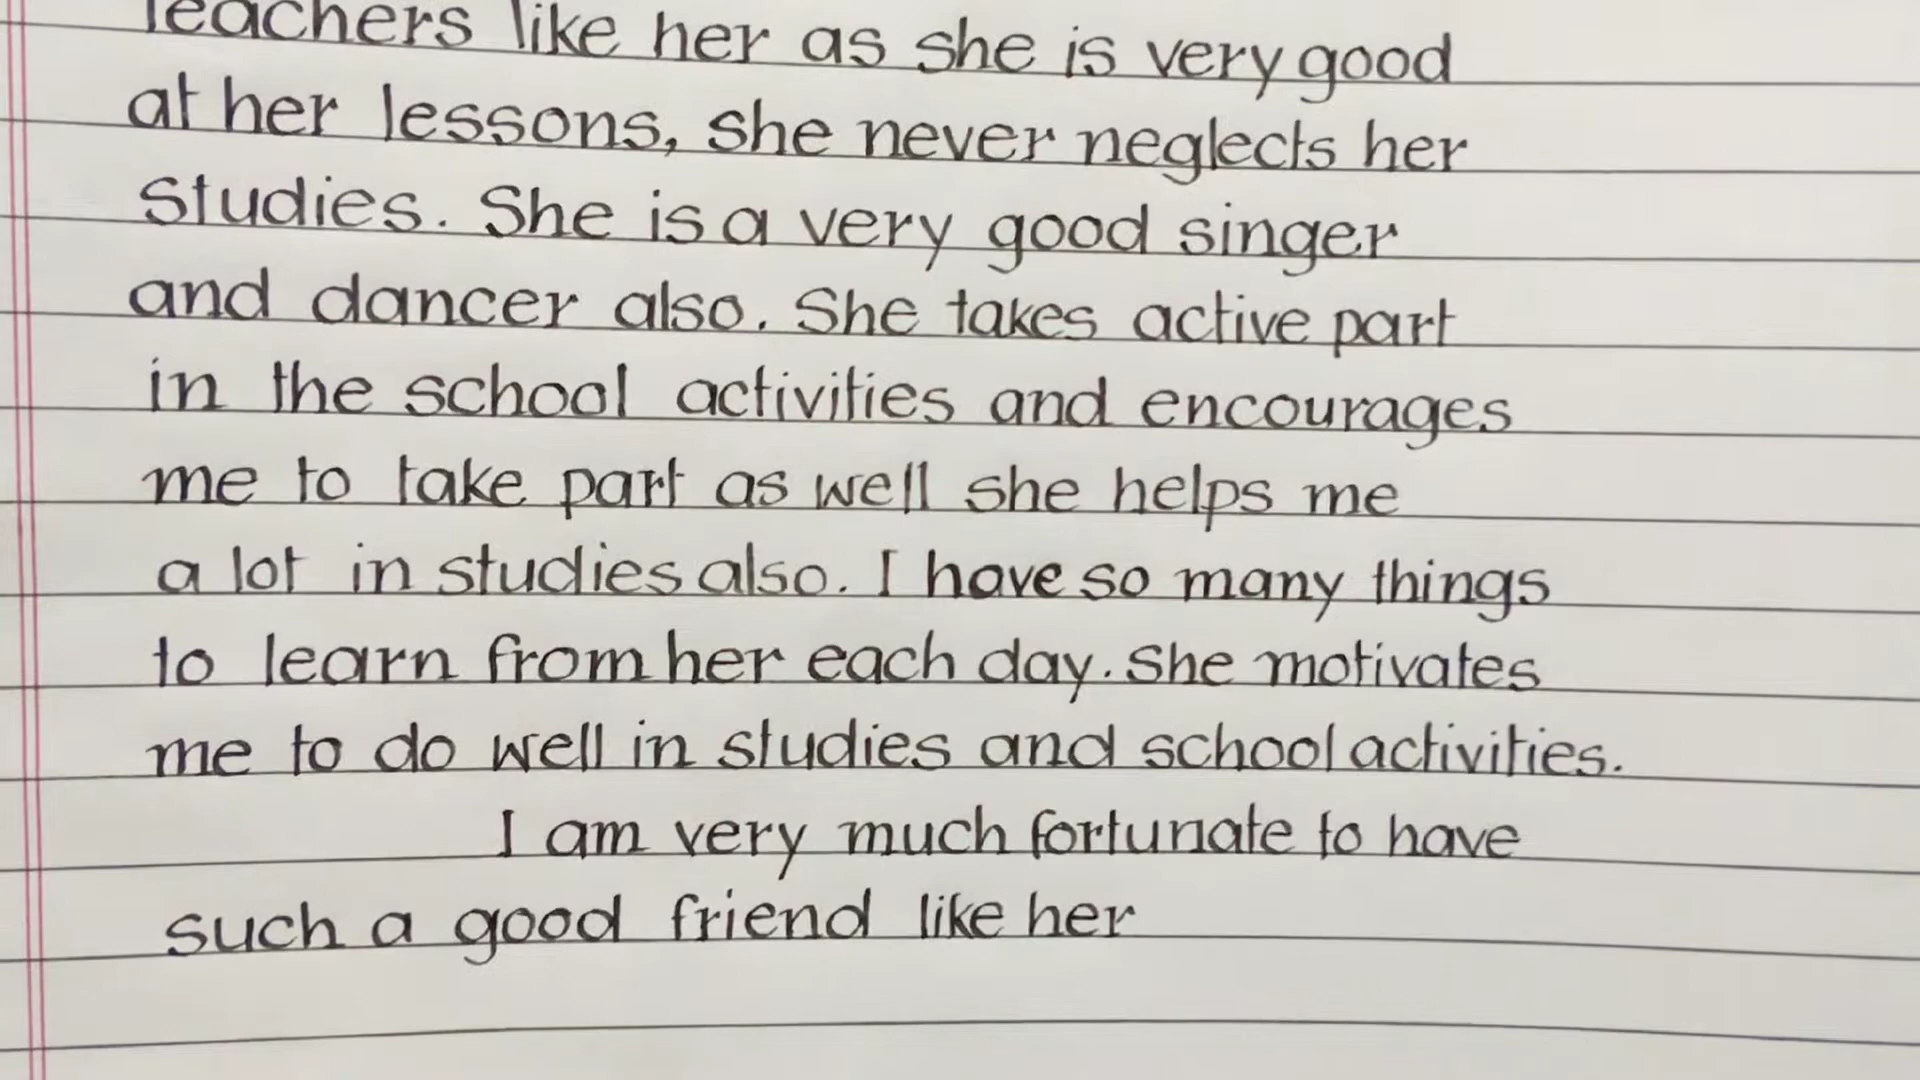 teachers like her as she is very good
at her lessons, she never neglects her
studies. She is a very good singer
and dancer also. She takes active part
in the school activities and encourages
me to take part as well she helps me
a lot in studies also. I have so many things
to learn from her each day. She motivates
me to do well in studies and school activities.
I am very much fortunate to have
such a good friend like her